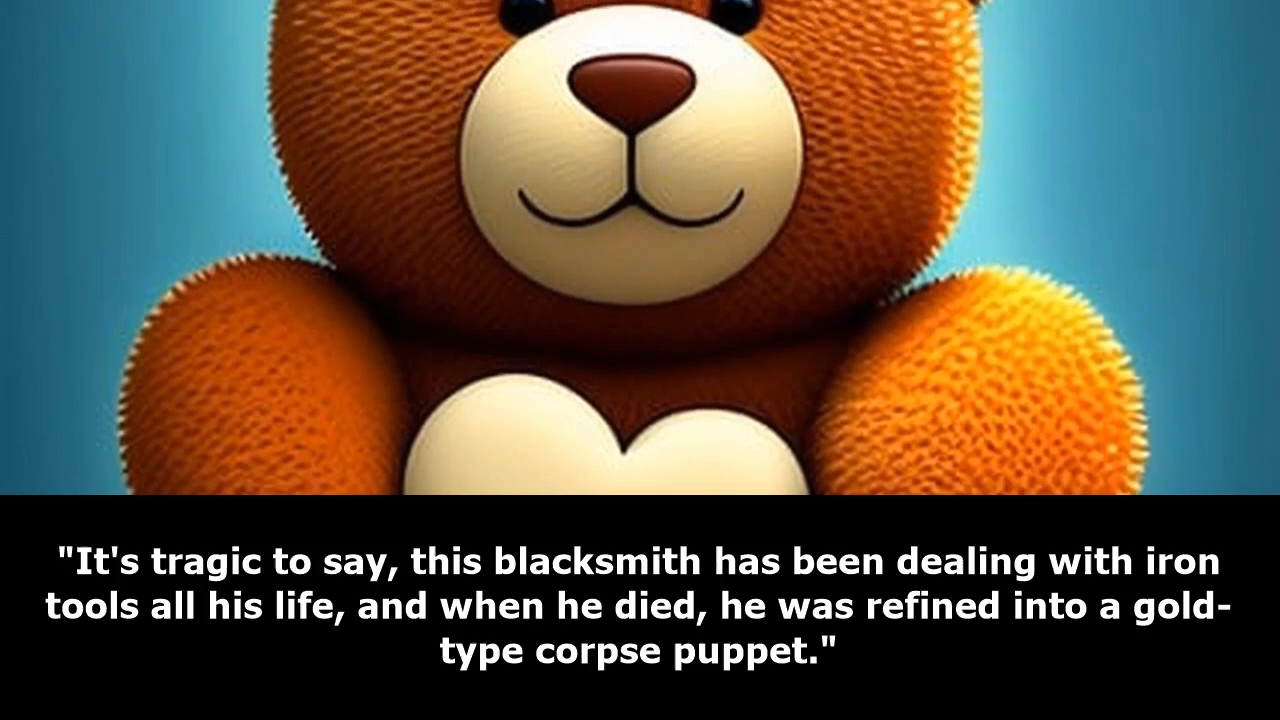 "It's tragic to say, this blacksmith has been dealing with iron
tools all his life, and when he died, he was refined into a gold-
type corpse puppet."